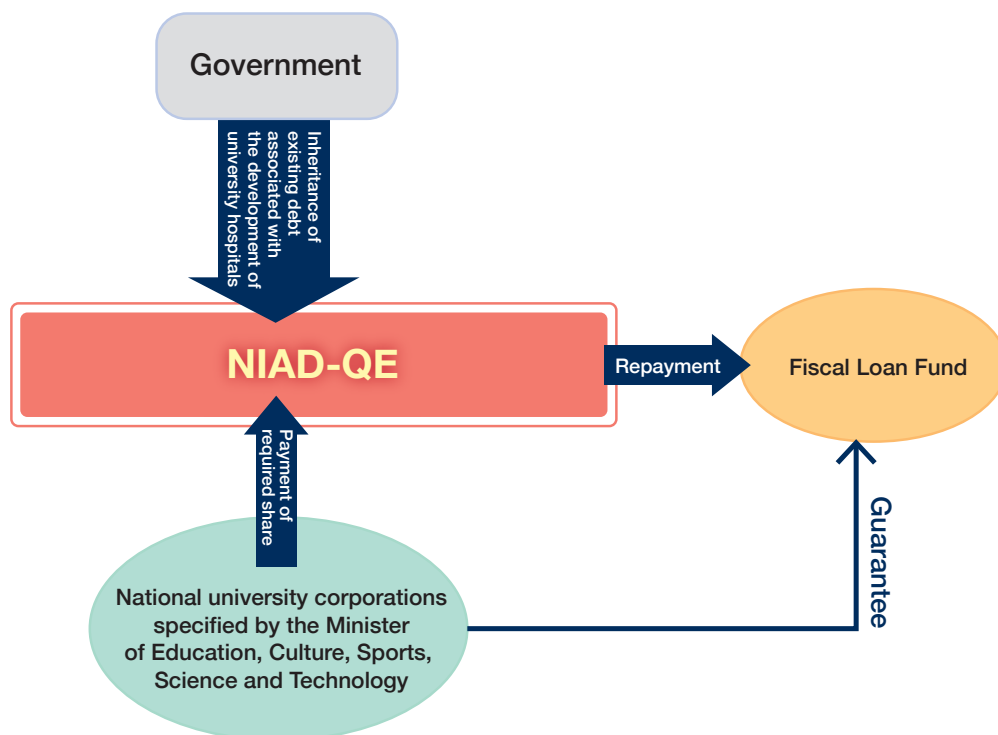 Government
Inheritance of
existing debt
associated with
the development of
university hospitals
NIAD-QE
Repayment
Fiscal Loan Fund
Payment of
required share
Guarantee
National university corporations
specified by the Minister
of Education, Culture, Sports,
Science and Technology